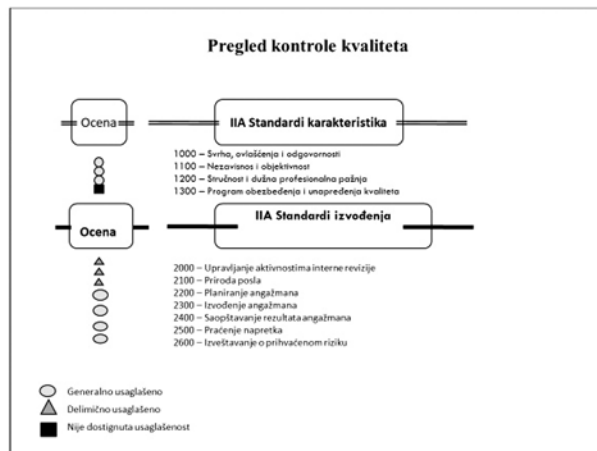 Pregled kontrole kvaliteta
Ocena
IIA Standardi karakteristika
1000 – Svrha, ovlašćenja i odgovornosti
1100 – Nezavisnos i objektivnost
1200 – Stručnost i dužna profesionalna pažnja
1300 – Program obezbeđenja i unapređenja kvaliteta
Ocena
IIA Standardi izvođenja
2000 – Upravljanje aktivnostima interne revizije
2100 – Priroda posla
2200 – Planiranje angažmana
2300 – Izvođenje angažmana
2400 – Saopštavanje rezultata angažmana
2500 – Praćenje napretka
2600 – Izveštavanje o prihvaćenom riziku
Generalno usaglašeno
Delimično usaglašeno
Nije dostignuta usaglašenost